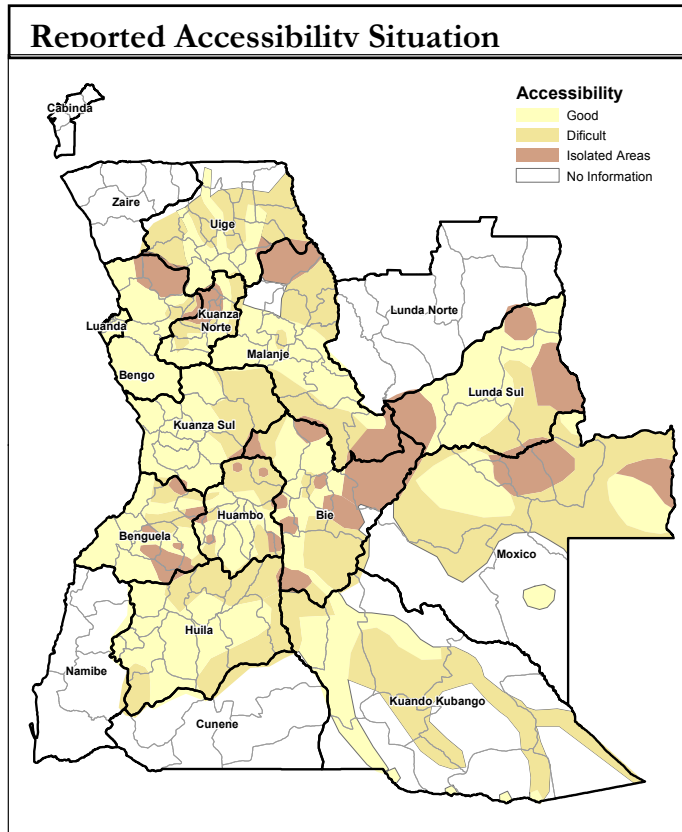 Reported Accessibility Situation
Accessibility
Good
Dificult
Isolated Areas
No Information
Cabinda
Zaire
Uige
Lunda Norte
Luanda
Kuanza
Norte
Malanje
Bengo
Lunda Sul
Kuanza Sul
Huambo
Bie
Benguela
Moxico
Huila
Namibe
Kuando Kubango
Cunene